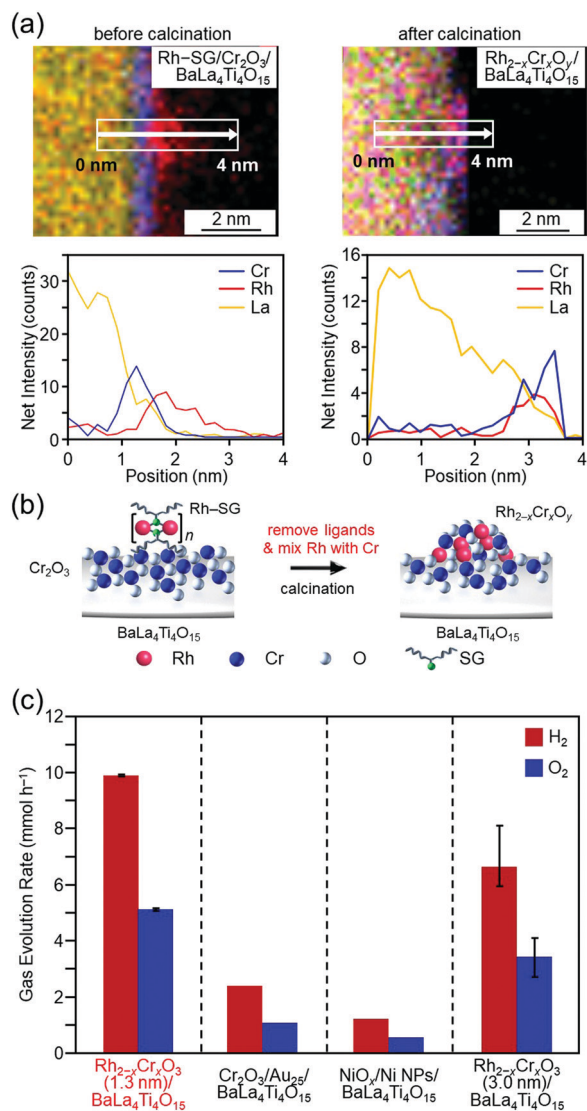 (a)
before calcination
after calcination
Rh−SG/Cr₂O₃/
BaLa₄Ti₄O₁₅
0 nm
4 nm
2 nm
Rh₂₋ₓCrₓOᵧ/
BaLa₄Ti₄O₁₅
0 nm
4 nm
2 nm
Net Intensity (counts)
30
20
10
0
Cr
Rh
La
0 1 2 3 4
Position (nm)
Net Intensity (counts)
16
12
8
4
0
Cr
Rh
La
0 1 2 3 4
Position (nm)
(b)
Rh−SG
n
Cr₂O₃
BaLa₄Ti₄O₁₅
remove ligands
& mix Rh with Cr
calcination
Rh₂₋ₓCrₓOᵧ
BaLa₄Ti₄O₁₅
Rh Cr O SG
(c)
Gas Evolution Rate (mmol h⁻¹)
12
10
8
6
4
2
0
H₂
O₂
Rh₂₋ₓCrₓO₃
(1.3 nm)/
BaLa₄Ti₄O₁₅
Cr₂O₃/Au₂₅/
BaLa₄Ti₄O₁₅
NiOₓ/Ni NPs/
BaLa₄Ti₄O₁₅
Rh₂₋ₓCrₓO₃
(3.0 nm)/
BaLa₄Ti₄O₁₅